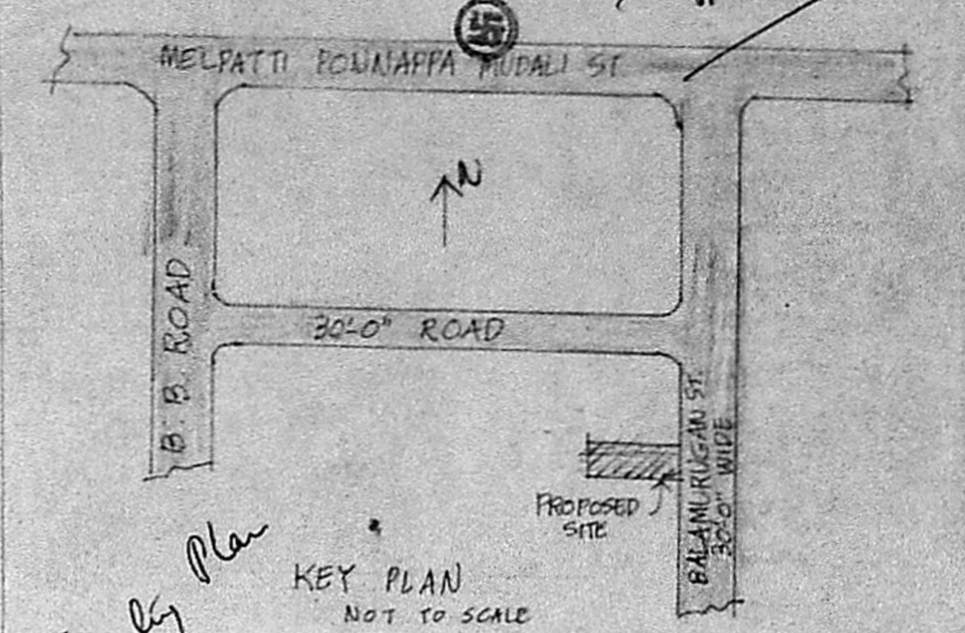 MELPATTI PONNAPPA MUDALI ST
N
B. B. ROAD
30'-0" ROAD
BALAMURUGAN ST.
30'-0" WIDE
PROPOSED
SITE
Plan
KEY PLAN
NOT TO SCALE